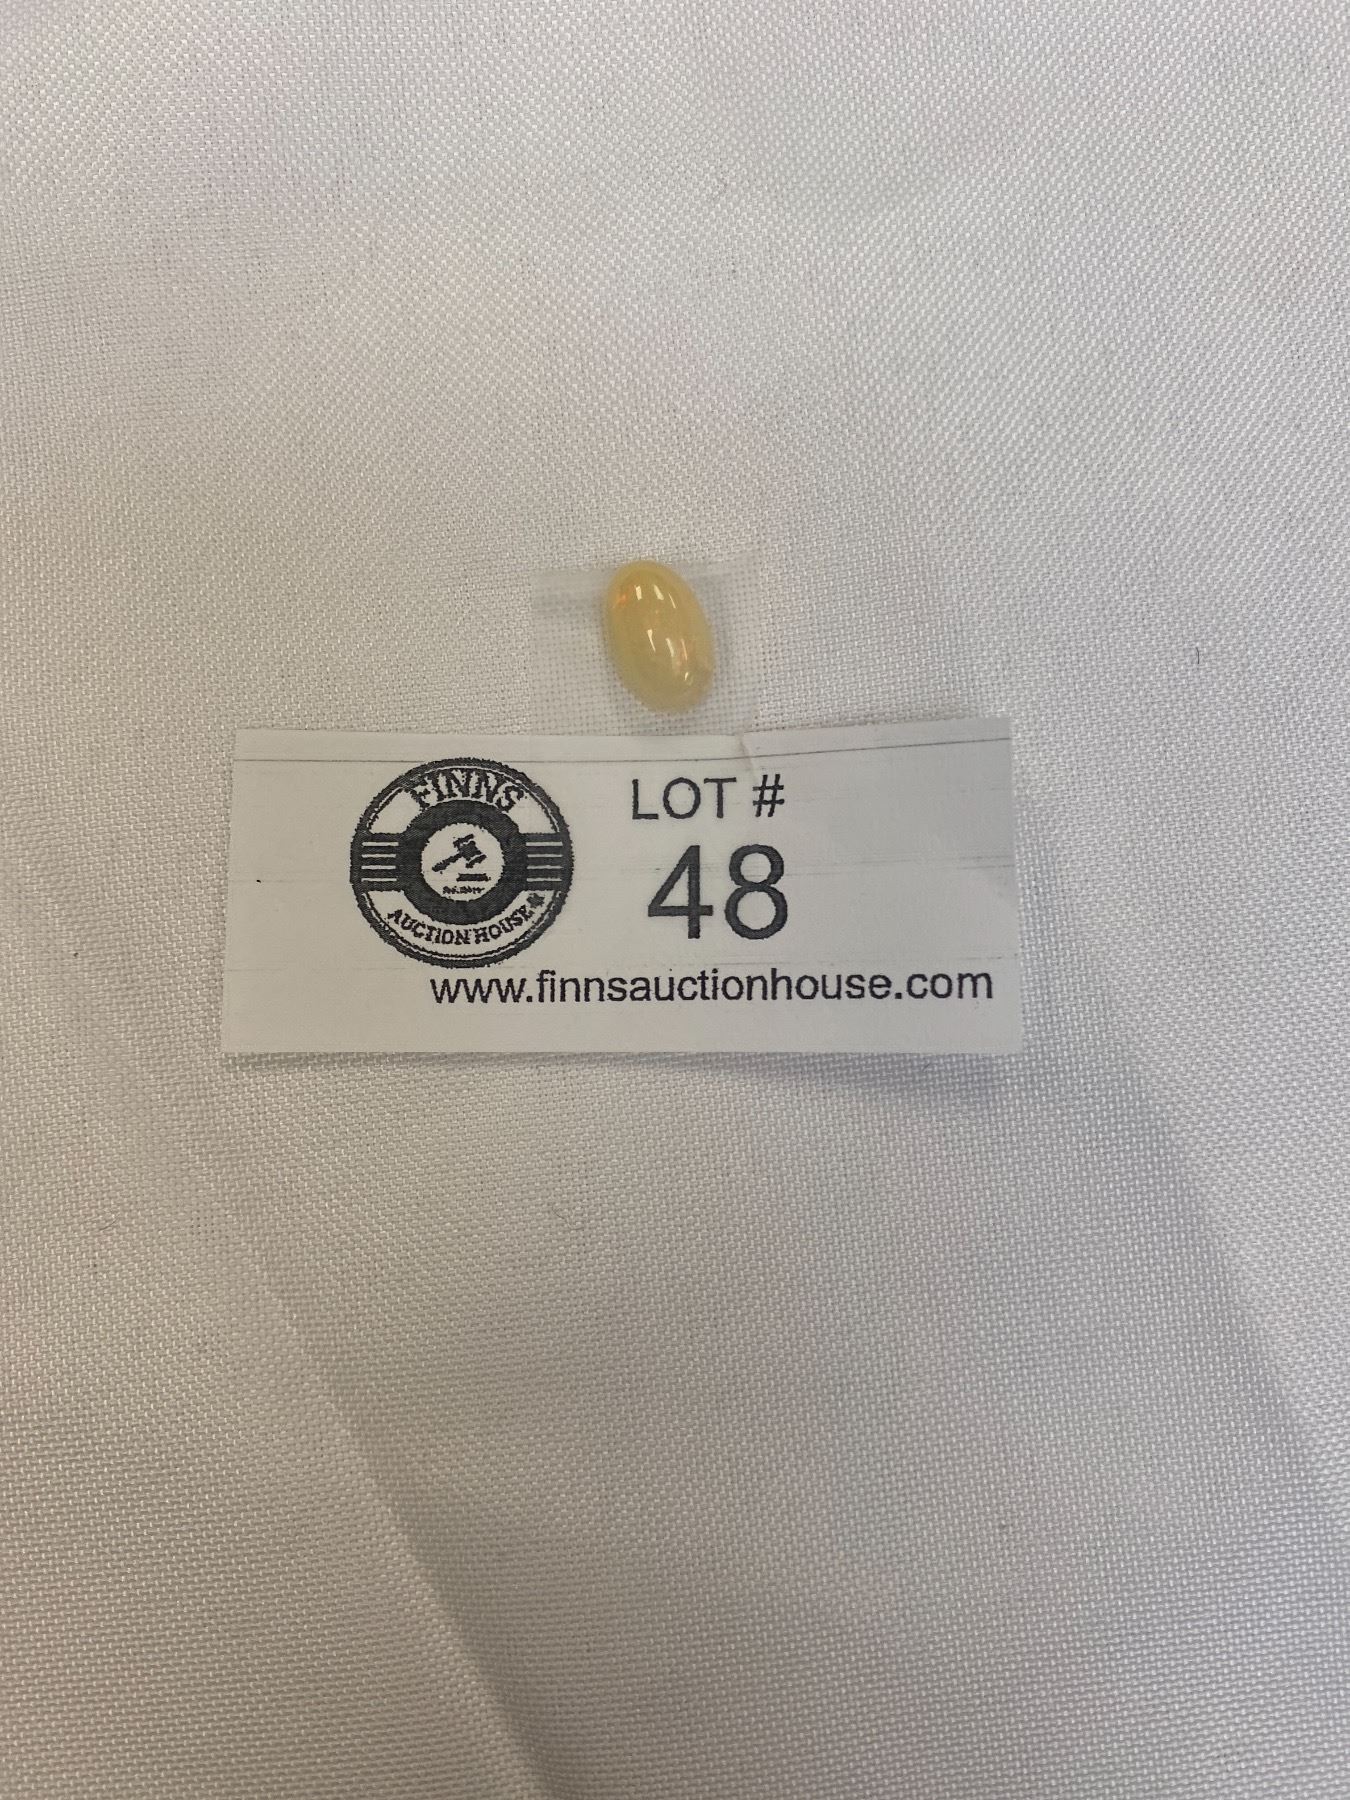 FINNS
AUCTION HOUSE
LOT #
48
www.finnsauctionhouse.com